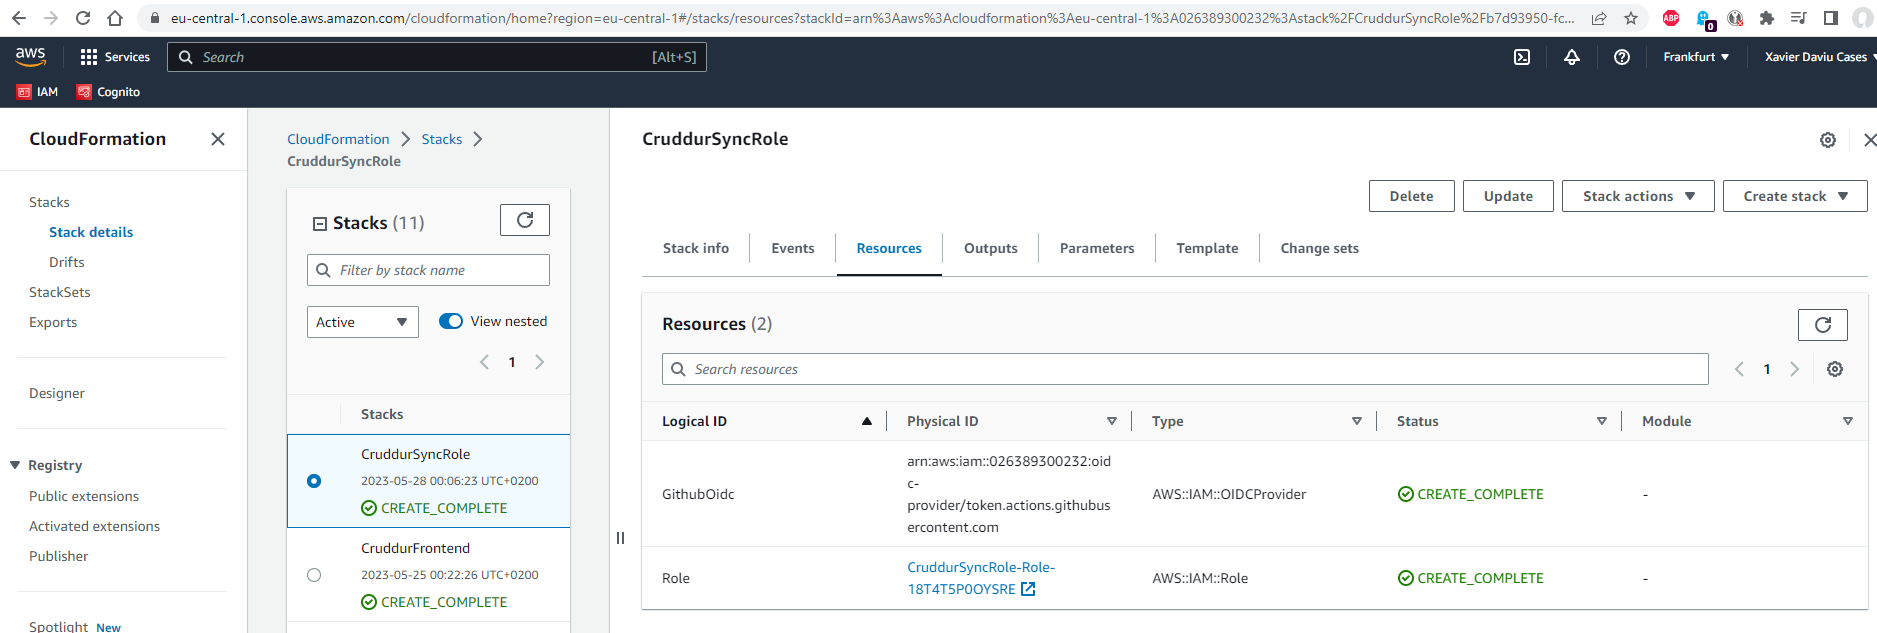 eu-central-1.console.aws.amazon.com/cloudformation/home?region=eu-central-1#/stacks/resources?stackId=arn%3Aaws%3Acloudformation%3Aeu-central-1%3A026389300232%3Astack%2FCruddurSyncRole%2Fb7d93950-fc...
ABP
0
aws
Services
Search
[Alt+S]
Frankfurt
Xavier Daviu Cases
IAM
Cognito
CloudFormation
Stacks
Stack details
Drifts
StackSets
Exports
Designer
Registry
Public extensions
Activated extensions
Publisher
Spotlight New
CloudFormation > Stacks >
CruddurSyncRole
Stacks (11)
Filter by stack name
Active
View nested
1
Stacks
CruddurSyncRole
2023-05-28 00:06:23 UTC+0200
CREATE_COMPLETE
CruddurFrontend
2023-05-25 00:22:26 UTC+0200
CREATE_COMPLETE
CruddurSyncRole
Delete
Update
Stack actions
Create stack
Stack info
Events
Resources
Outputs
Parameters
Template
Change sets
Resources (2)
Search resources
1
Logical ID
Physical ID
Type
Status
Module
GithubOidc
arn:aws:iam::026389300232:oid
c-
provider/token.actions.githubus
ercontent.com
AWS::IAM::OIDCProvider
CREATE_COMPLETE
-
Role
CruddurSyncRole-Role-
18T4T5P0OYSRE
AWS::IAM::Role
CREATE_COMPLETE
-